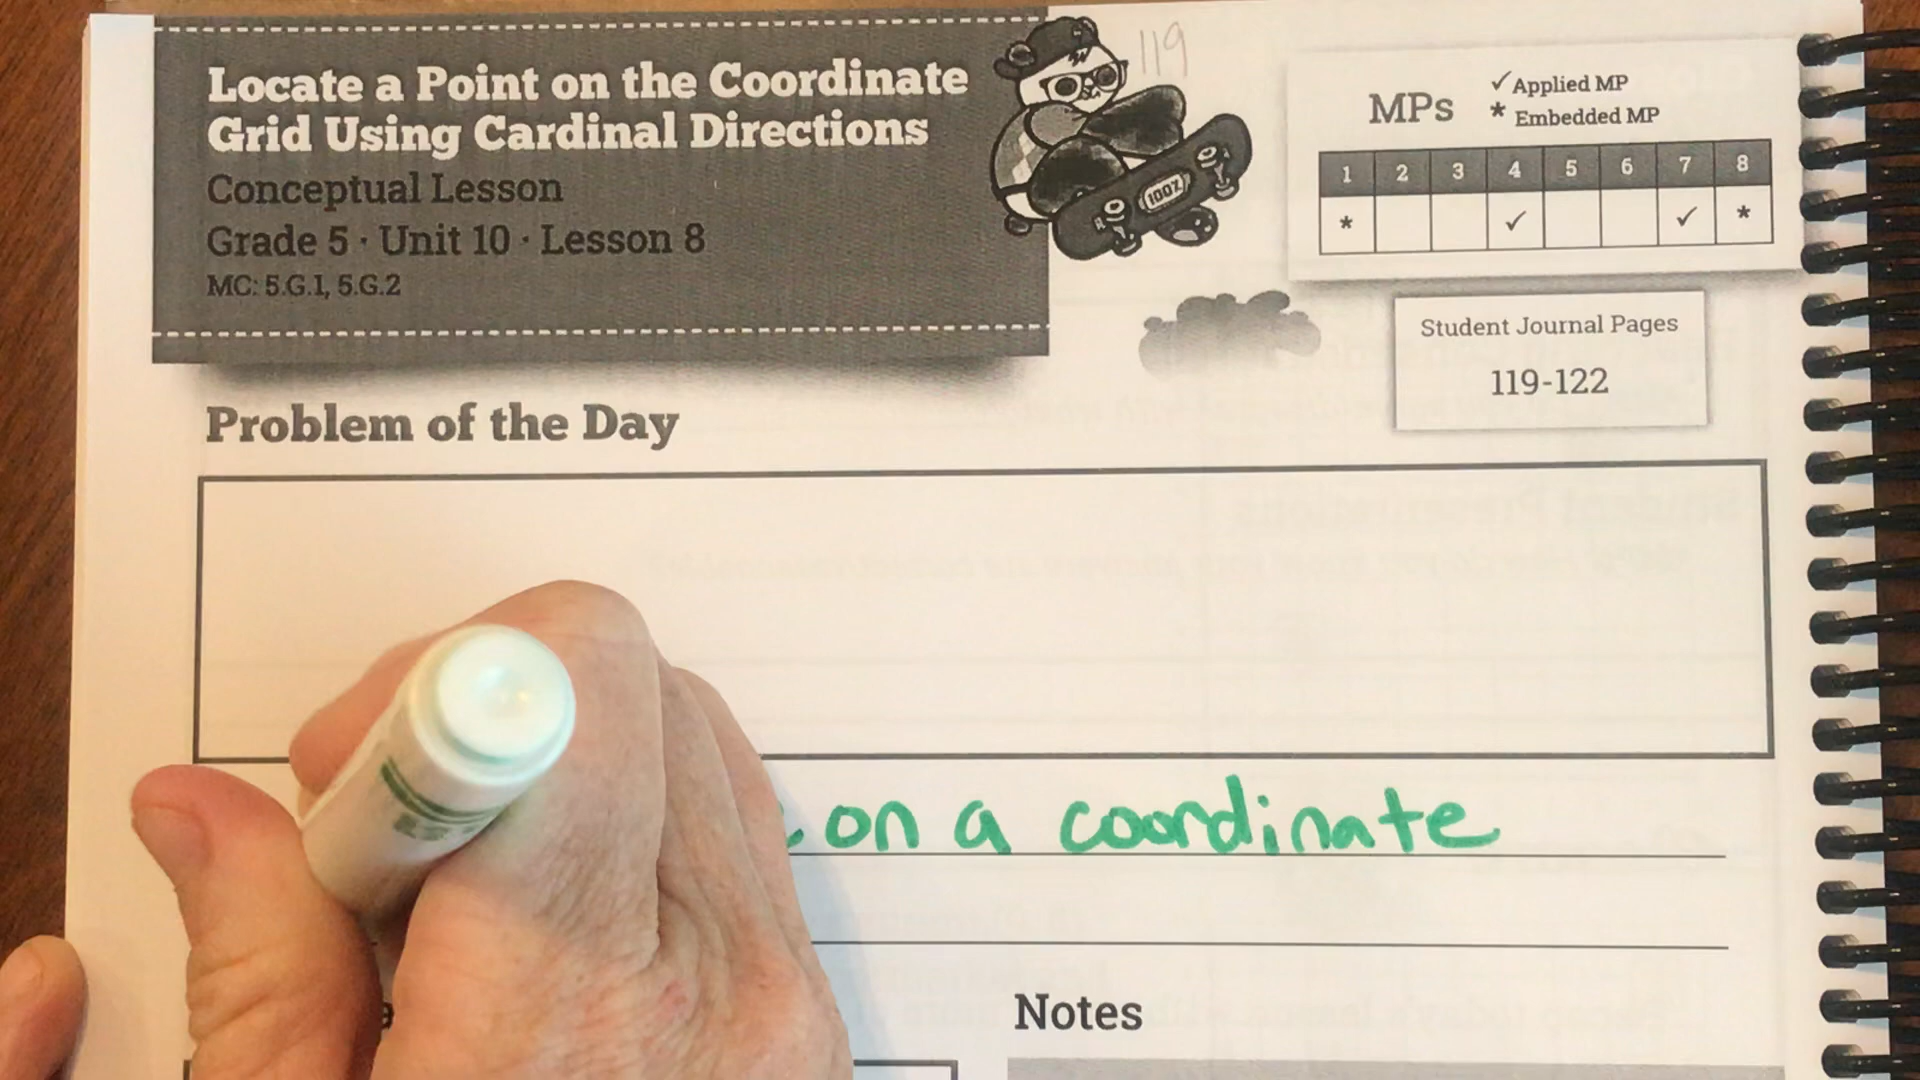 Locate a Point on the Coordinate
Grid Using Cardinal Directions
Conceptual Lesson
Grade 5 · Unit 10 · Lesson 8
MC: 5.G.1, 5.G.2
119
100%
MPs
✓ Applied MP
* Embedded MP
1 2 3 4 5 6 7 8
* ✓ ✓ *
Student Journal Pages
119-122
Problem of the Day
on a coordinate
Notes